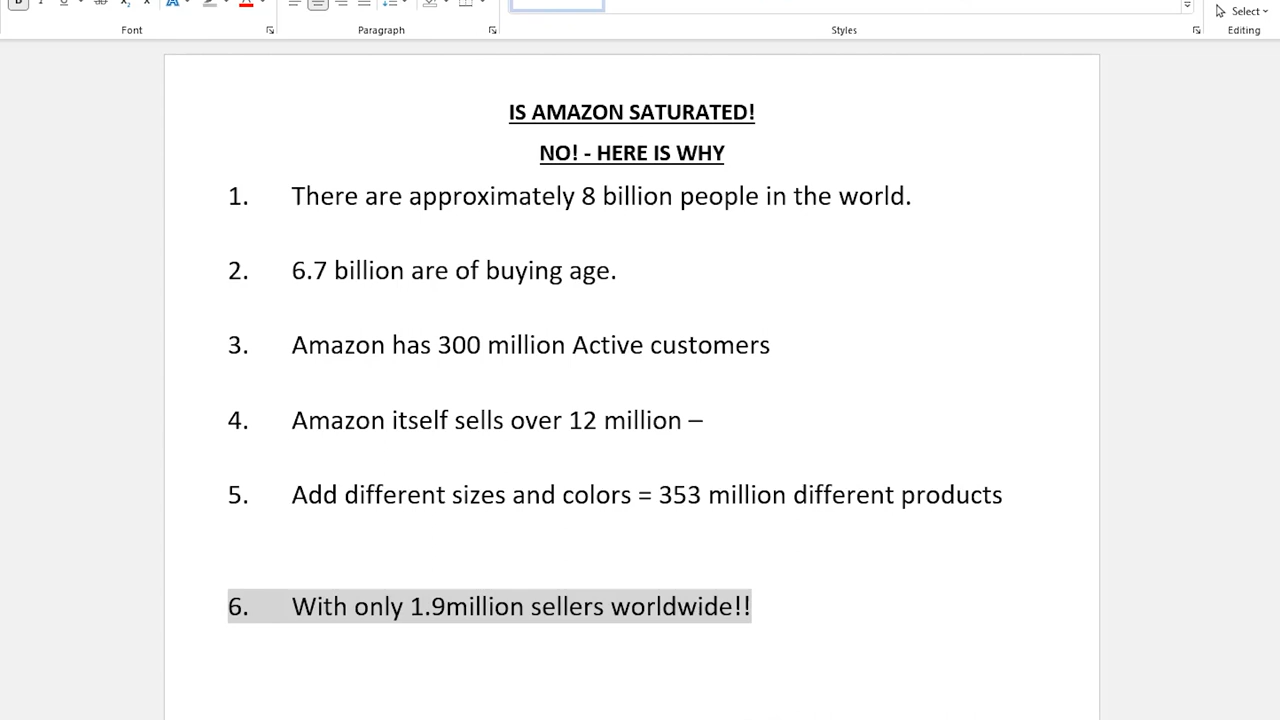 Font
Paragraph
Styles
Select
Editing
IS AMAZON SATURATED!
NO! - HERE IS WHY
1. There are approximately 8 billion people in the world.
2. 6.7 billion are of buying age.
3. Amazon has 300 million Active customers
4. Amazon itself sells over 12 million –
5. Add different sizes and colors = 353 million different products
6. With only 1.9million sellers worldwide!!